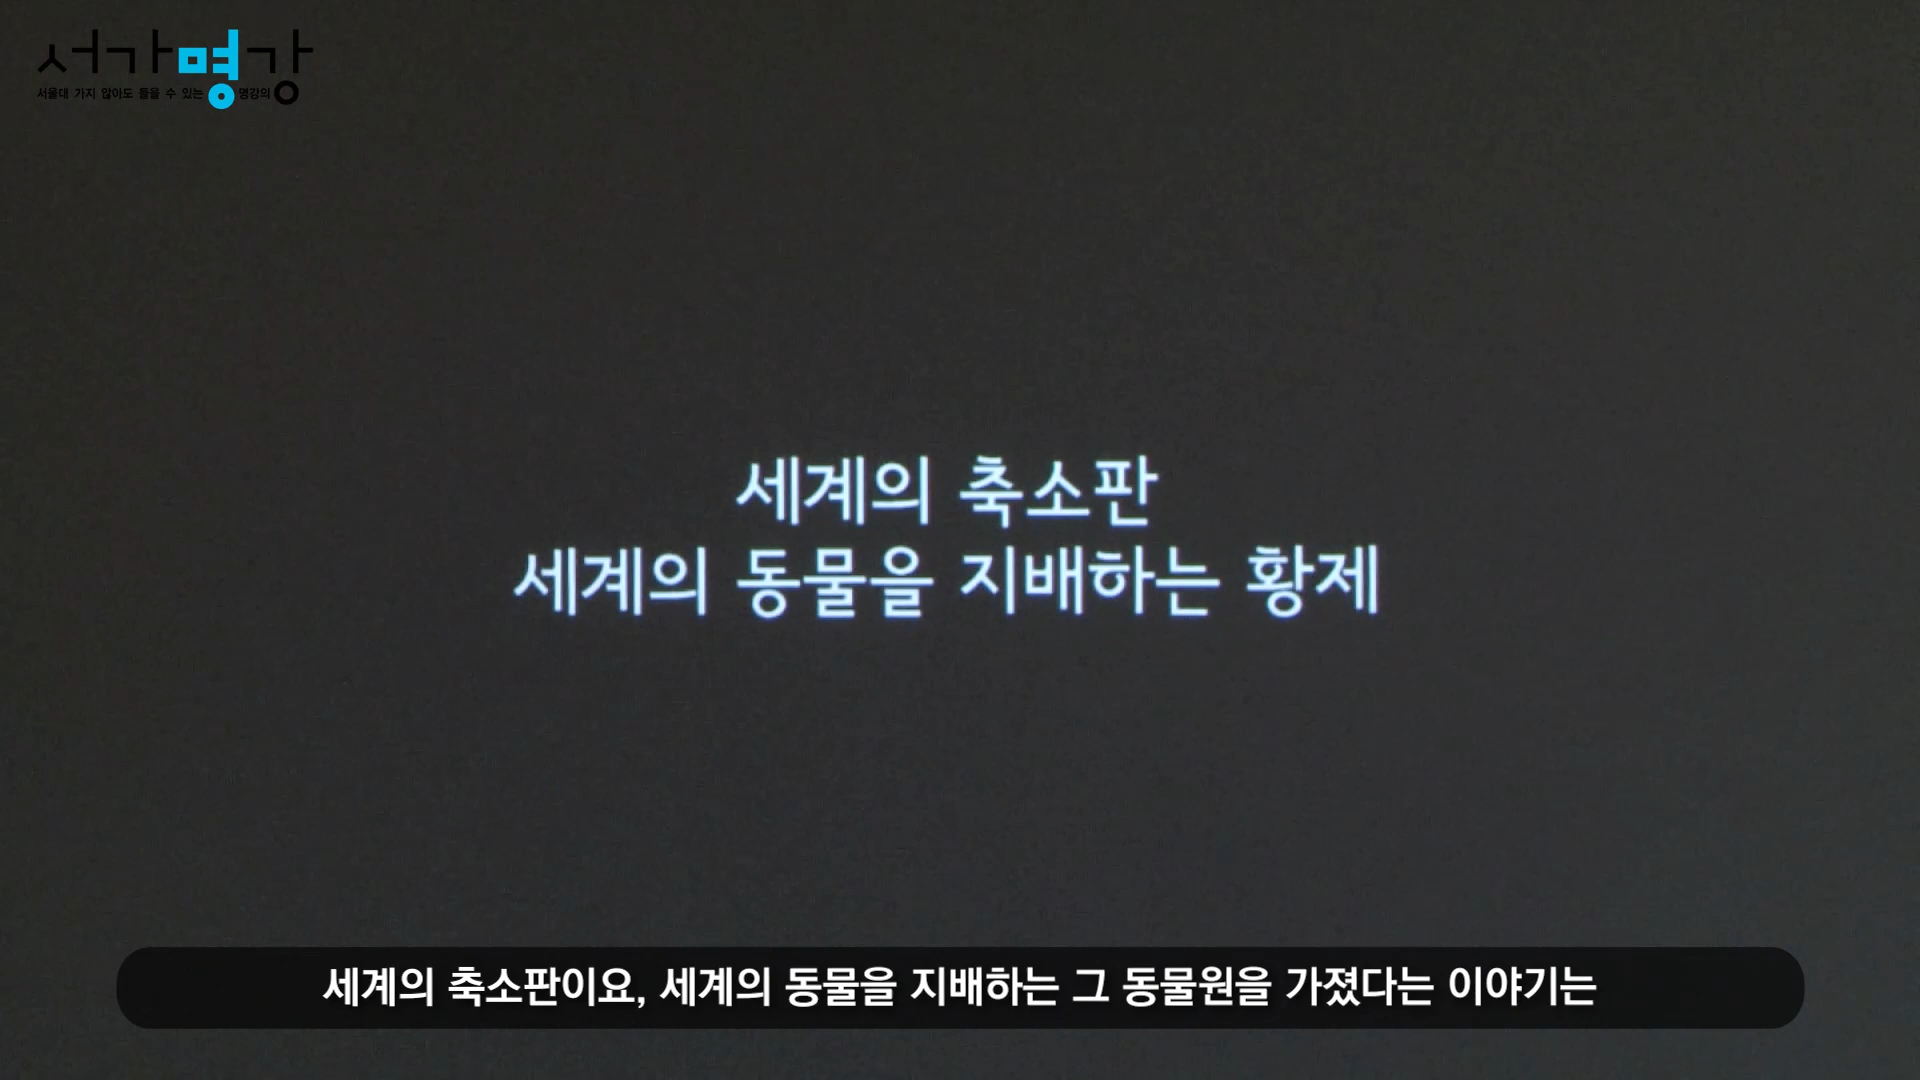 서가명강
서울대 가지 않아도 들을 수 있는 명강의
세계의 축소판
세계의 동물을 지배하는 황제
세계의 축소판이요, 세계의 동물을 지배하는 그 동물원을 가졌다는 이야기는